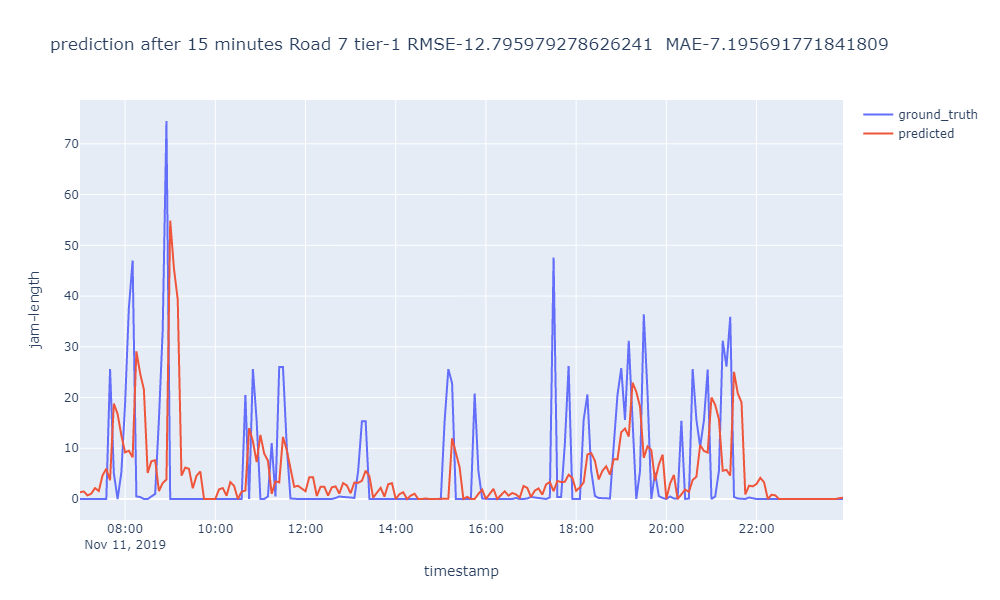 prediction after 15 minutes Road 7 tier-1 RMSE-12.795979278626241  MAE-7.195691771841809
ground_truth
predicted
jam-length
70
60
50
40
30
20
10
0
08:00 10:00 12:00 14:00 16:00 18:00 20:00 22:00
Nov 11, 2019
timestamp